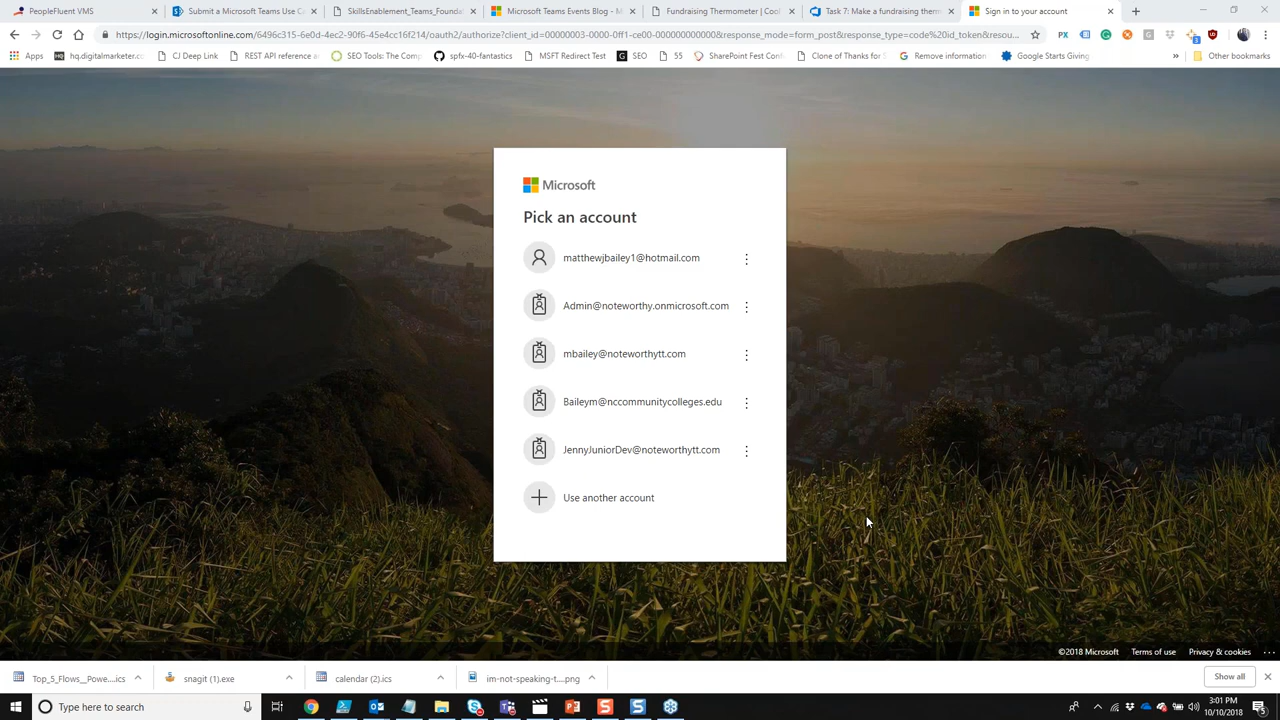 PeopleFluent VMS
Submit a Microsoft Teams Use Ca
SkillsEnablement_Teams_Founda
Microsoft Teams Events Blog - M
Fundraising Thermometer | Cool
Task 7: Make a fundraising therm
Sign in to your account
https://login.microsoftonline.com/6496c315-6e0d-4ec2-90f6-45e4cc16f214/oauth2/authorize?client_id=00000003-0000-0ff1-ce00-000000000000&response_mode=form_post&response_type=code%20id_token&resou...
Apps
hq.digitalmarketer.c
CJ Deep Link
REST API reference
SEO Tools: The Comp
spfx-40-fantastics
MSFT Redirect Test
SEO
55
SharePoint Fest Conf
Clone of Thanks for S
Remove information
Google Starts Giving
»
Other bookmarks
Microsoft
Pick an account
matthewjbailey1@hotmail.com
Admin@noteworthy.onmicrosoft.com
mbailey@noteworthytt.com
Baileym@nccommunitycolleges.edu
JennyJuniorDev@noteworthytt.com
Use another account
©2018 Microsoft
Terms of use
Privacy & cookies
...
Top_5_Flows__Powe....ics
snagit (1).exe
calendar (2).ics
im-not-speaking-t....png
Show all
Type here to search
3:01 PM
10/10/2018